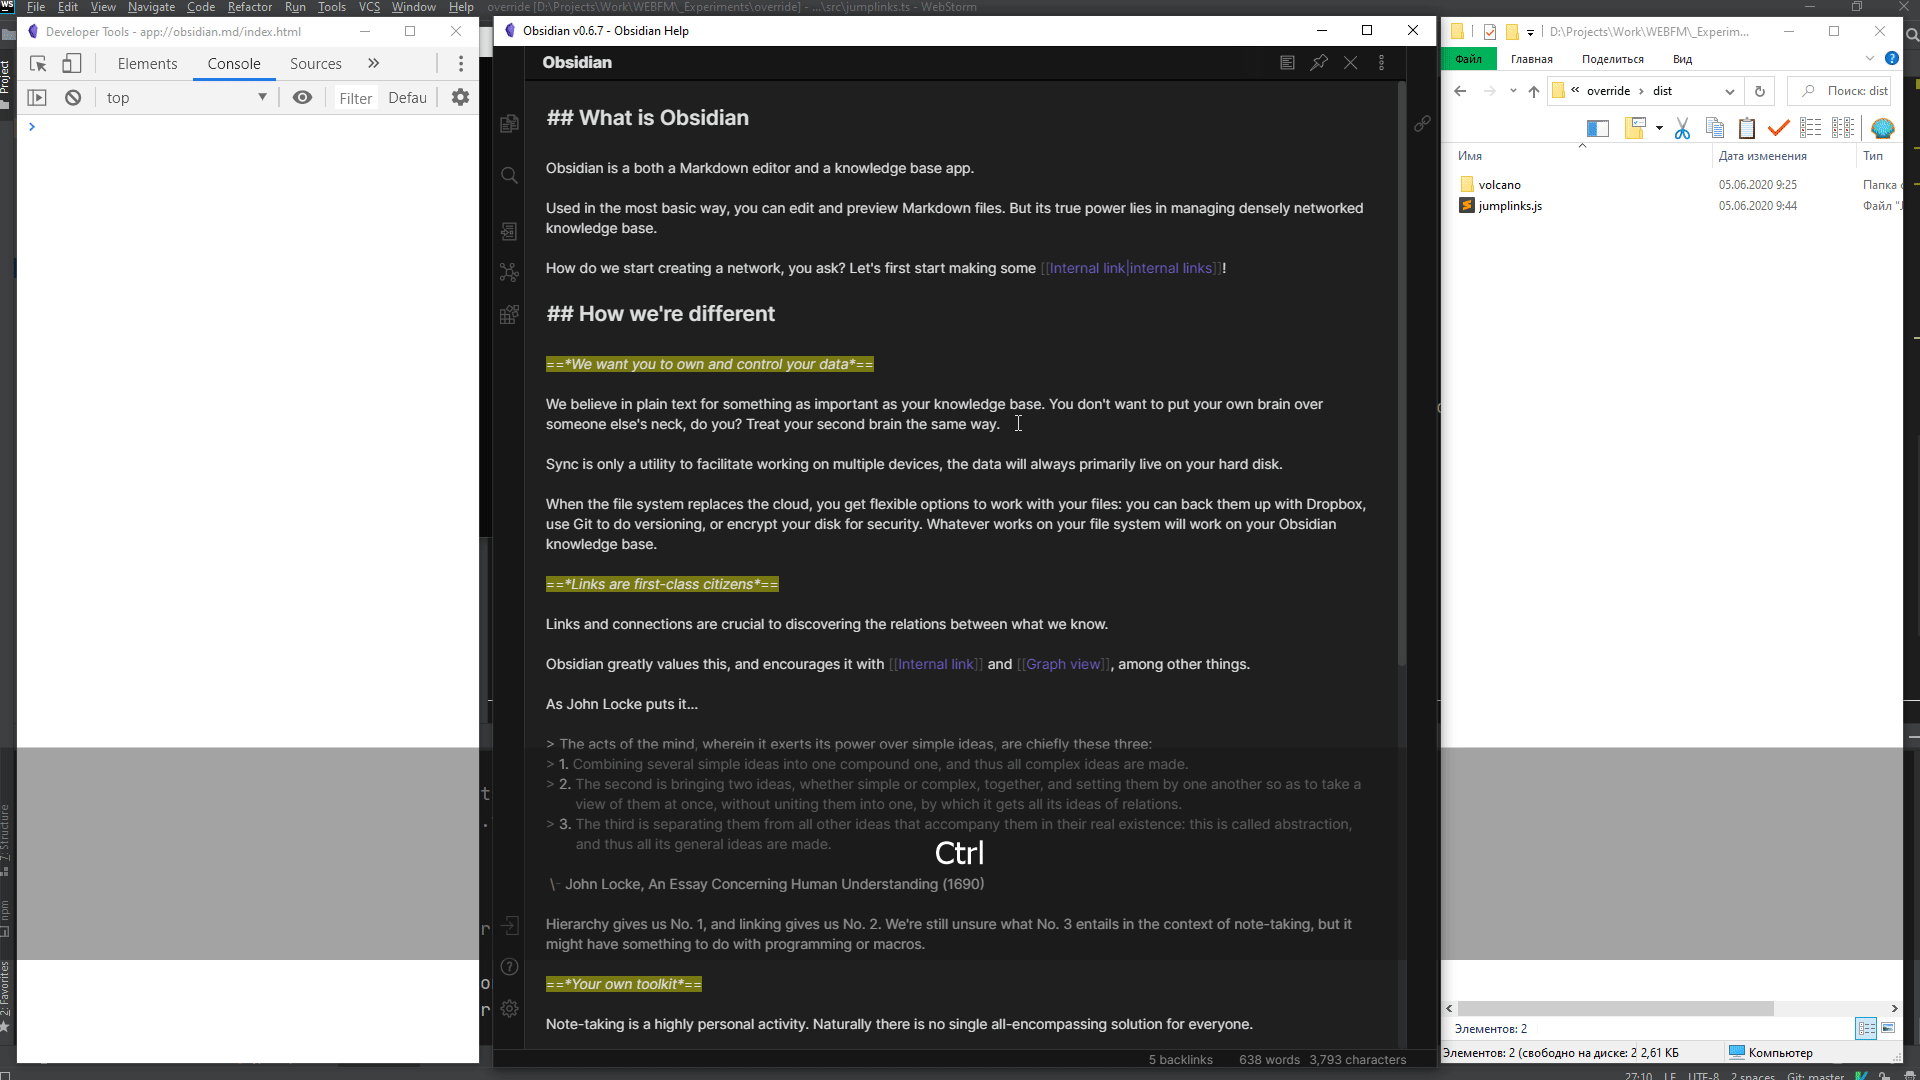 WS File Edit View Navigate Code Refactor Run Tools VCS Window Help override [D:\Projects\Work\WEBFM\_Experiments\override] - ...\src\jumplinks.ts - WebStorm
Project
7: Structure
npm
2: Favorites
Developer Tools - app://obsidian.md/index.html
Elements Console Sources »
top Filter Defau
Obsidian v0.6.7 - Obsidian Help
Obsidian
## What is Obsidian
Obsidian is a both a Markdown editor and a knowledge base app.
Used in the most basic way, you can edit and preview Markdown files. But its true power lies in managing densely networked
knowledge base.
How do we start creating a network, you ask? Let's first start making some [[Internal link|internal links]]!
## How we're different
==*We want you to own and control your data*==
We believe in plain text for something as important as your knowledge base. You don't want to put your own brain over
someone else's neck, do you? Treat your second brain the same way.
Sync is only a utility to facilitate working on multiple devices, the data will always primarily live on your hard disk.
When the file system replaces the cloud, you get flexible options to work with your files: you can back them up with Dropbox,
use Git to do versioning, or encrypt your disk for security. Whatever works on your file system will work on your Obsidian
knowledge base.
==*Links are first-class citizens*==
Links and connections are crucial to discovering the relations between what we know.
Obsidian greatly values this, and encourages it with [[Internal link]] and [[Graph view]], among other things.
As John Locke puts it...
> The acts of the mind, wherein it exerts its power over simple ideas, are chiefly these three:
> 1. Combining several simple ideas into one compound one, and thus all complex ideas are made.
> 2. The second is bringing two ideas, whether simple or complex, together, and setting them by one another so as to take a
view of them at once, without uniting them into one, by which it gets all its ideas of relations.
> 3. The third is separating them from all other ideas that accompany them in their real existence: this is called abstraction,
and thus all its general ideas are made.
Ctrl
\- John Locke, An Essay Concerning Human Understanding (1690)
Hierarchy gives us No. 1, and linking gives us No. 2. We're still unsure what No. 3 entails in the context of note-taking, but it
might have something to do with programming or macros.
==*Your own toolkit*==
Note-taking is a highly personal activity. Naturally there is no single all-encompassing solution for everyone.
5 backlinks 638 words 3,793 characters
D:\Projects\Work\WEBFM\_Experim...
Файл Главная Поделиться Вид
« override › dist Поиск: dist
Имя Дата изменения Тип
volcano 05.06.2020 9:25 Папка
jumplinks.js 05.06.2020 9:44 Файл "J
Элементов: 2
Элементов: 2 (свободно на диске: 2 2,61 КБ Компьютер
27:10 LF UTF-8 2 spaces Git: master